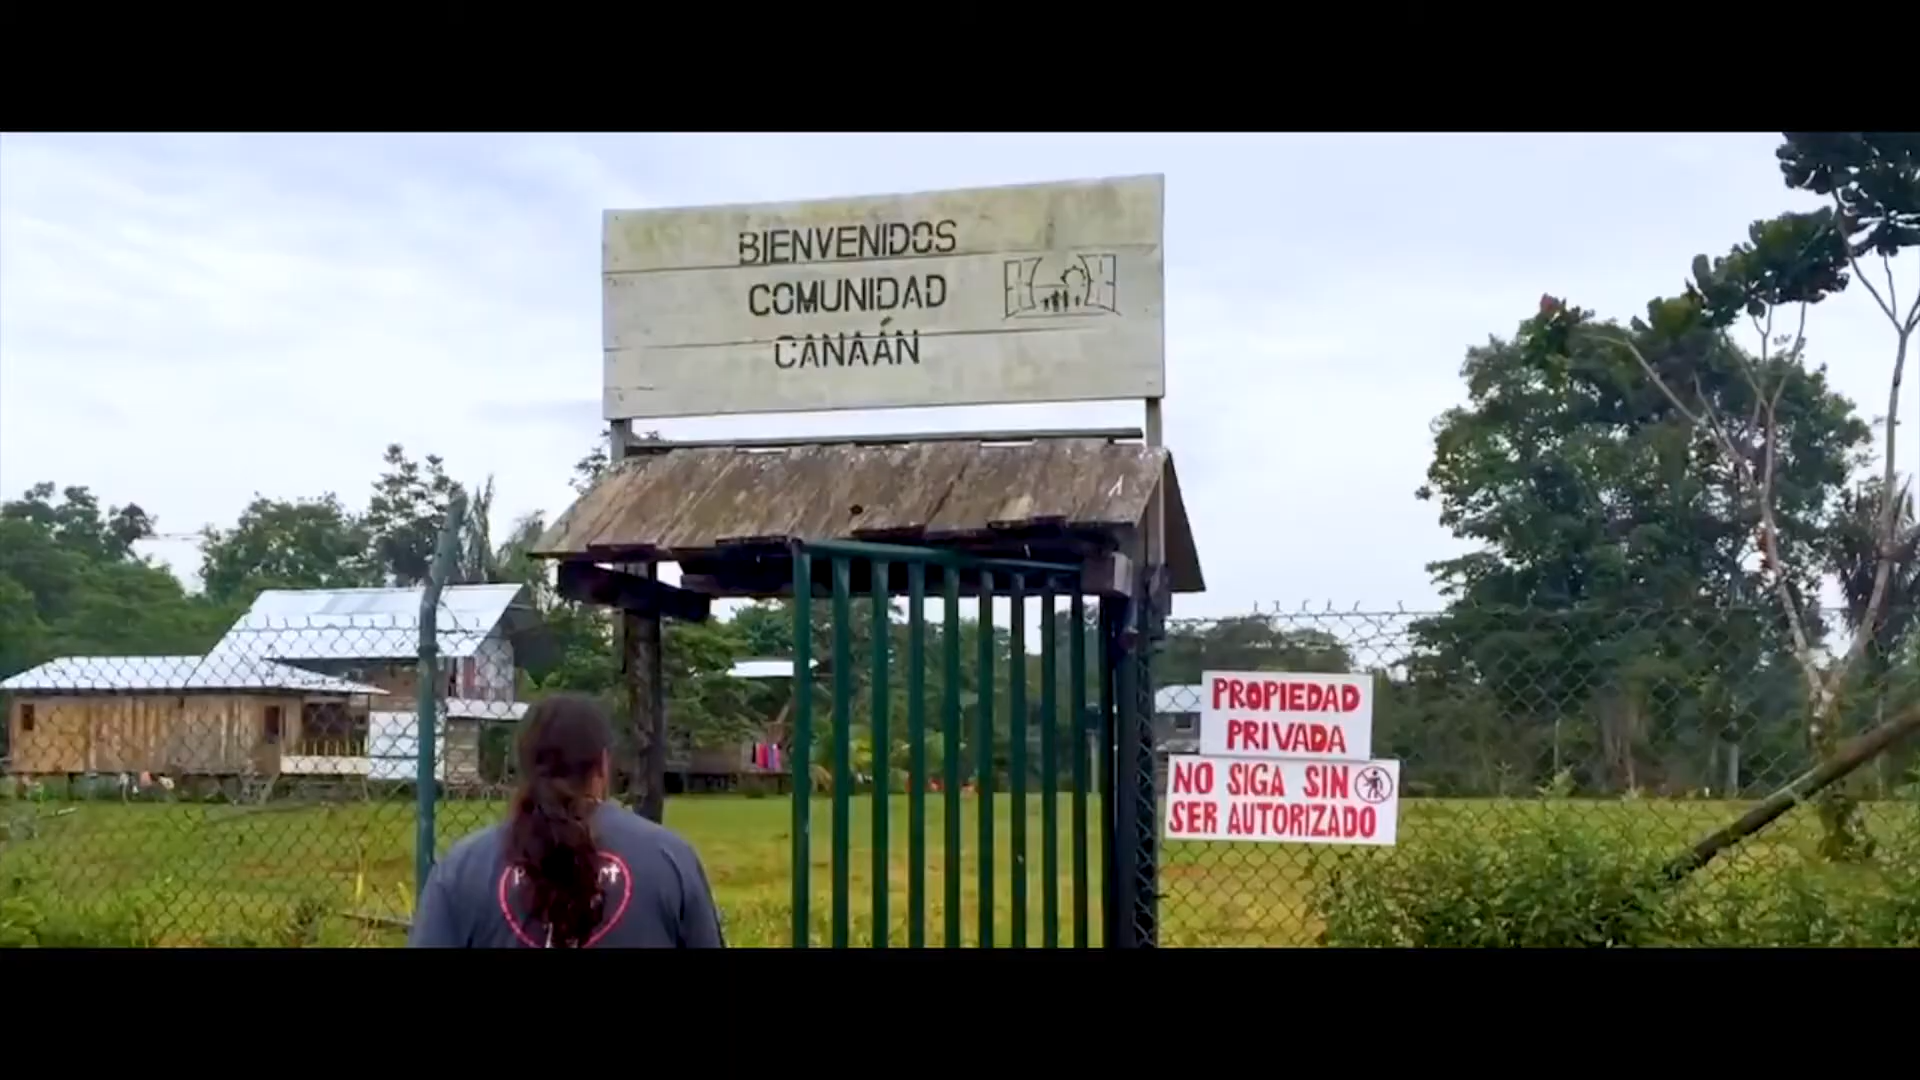 BIENVENIDOS
COMUNIDAD
CANAÁN
PROPIEDAD
PRIVADA
NO SIGA SIN
SER AUTORIZADO